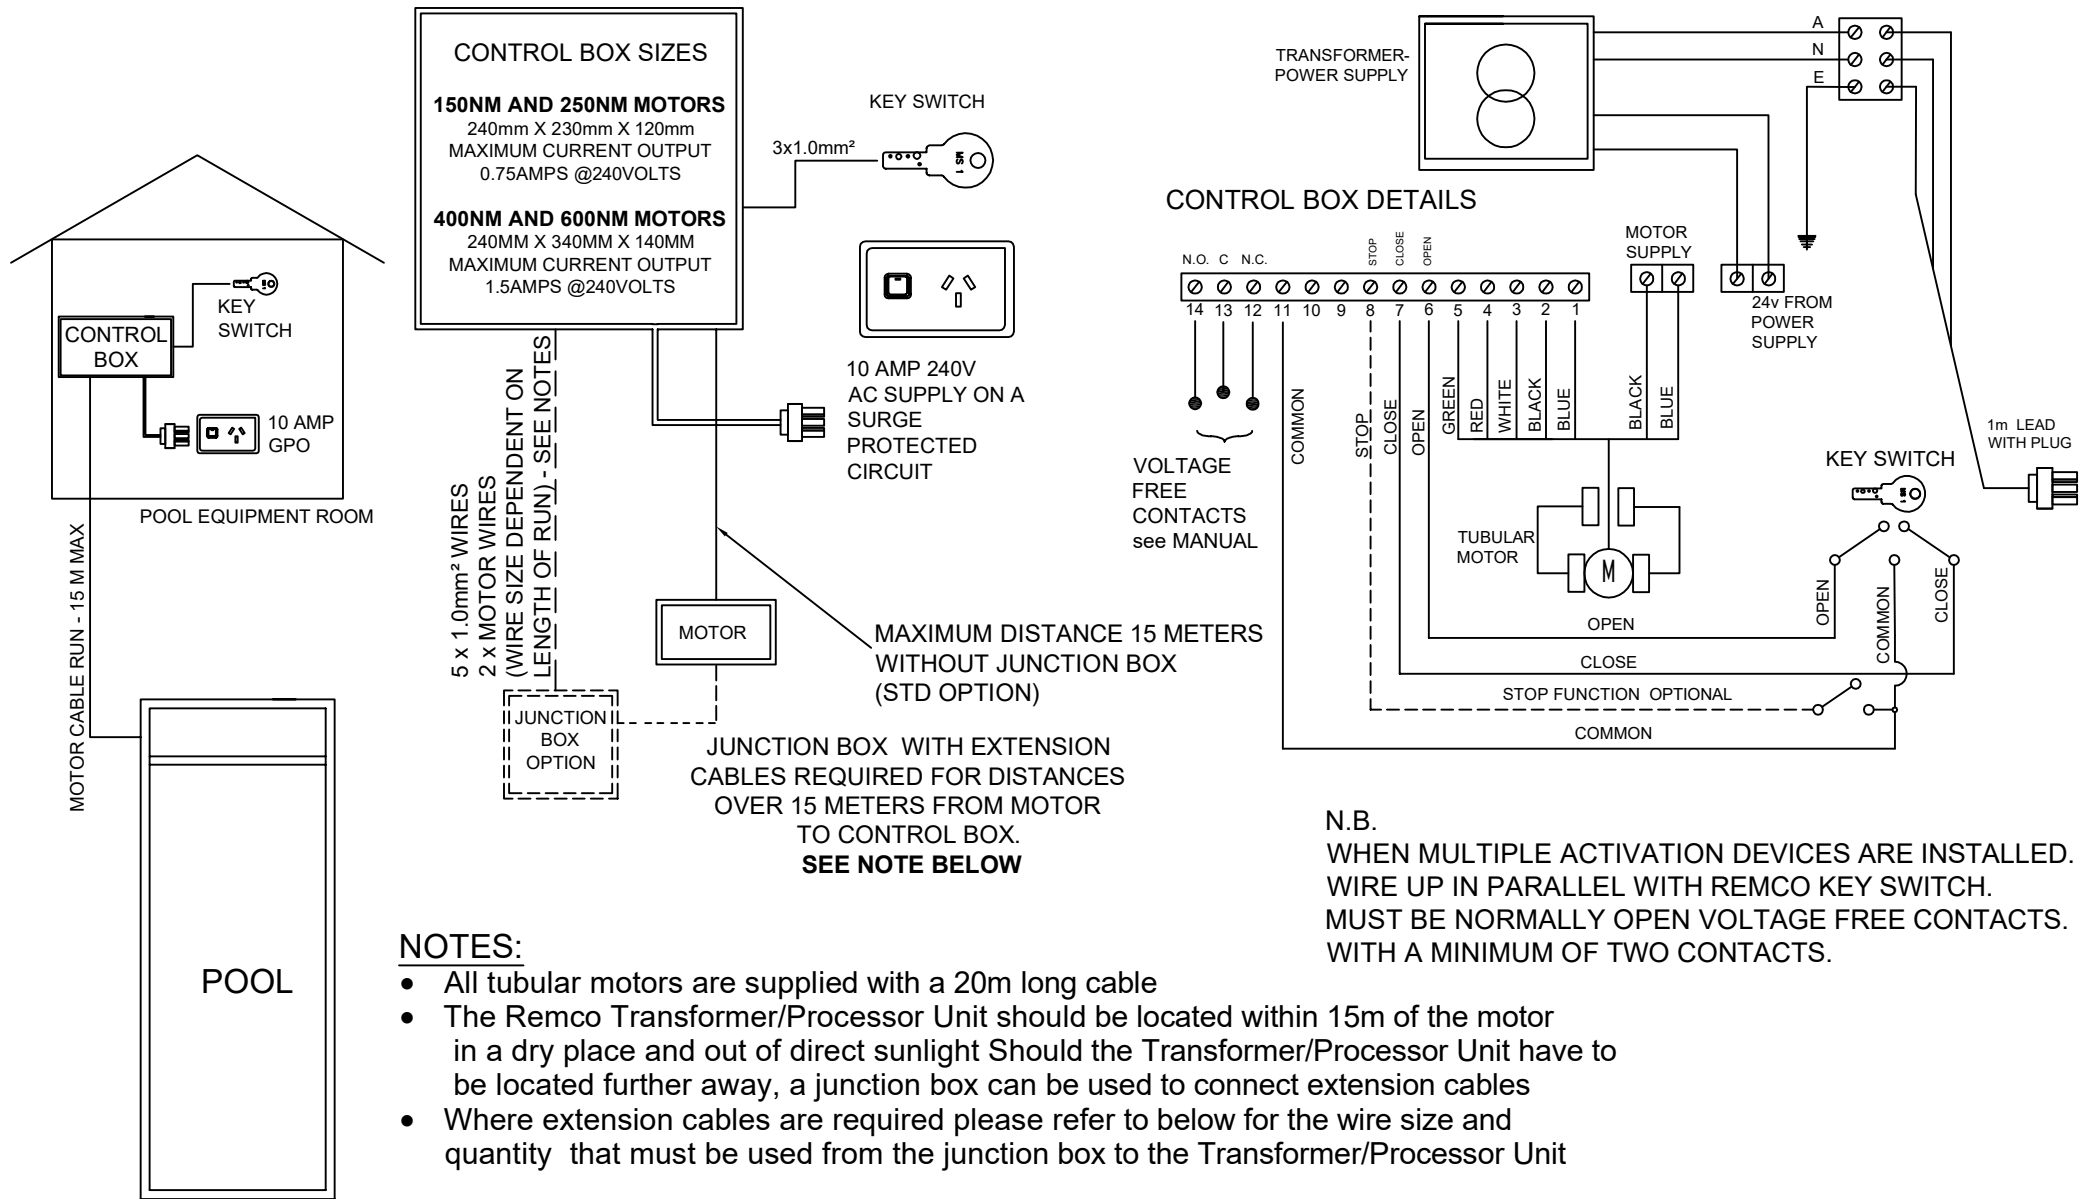 KEY
SWITCH
CONTROL
BOX
10 AMP
GPO
POOL EQUIPMENT ROOM
MOTOR CABLE RUN - 15 M MAX
POOL
CONTROL BOX SIZES
150NM AND 250NM MOTORS
240mm X 230mm X 120mm
MAXIMUM CURRENT OUTPUT
0.75AMPS @240VOLTS
400NM AND 600NM MOTORS
240MM X 340MM X 140MM
MAXIMUM CURRENT OUTPUT
1.5AMPS @240VOLTS
KEY SWITCH
3x1.0mm²
MS 1
10 AMP 240V
AC SUPPLY ON A
SURGE
PROTECTED
CIRCUIT
5 x 1.0mm² WIRES
2 x MOTOR WIRES
(WIRE SIZE DEPENDENT ON
LENGTH OF RUN) - SEE NOTES
MOTOR
JUNCTION
BOX
OPTION
MAXIMUM DISTANCE 15 METERS
WITHOUT JUNCTION BOX
(STD OPTION)
JUNCTION BOX WITH EXTENSION
CABLES REQUIRED FOR DISTANCES
OVER 15 METERS FROM MOTOR
TO CONTROL BOX.
SEE NOTE BELOW
TRANSFORMER-
POWER SUPPLY
A
N
E
CONTROL BOX DETAILS
N.O. C N.C. STOP CLOSE OPEN
14 13 12 11 10 9 8 7 6 5 4 3 2 1
MOTOR
SUPPLY
24v FROM
POWER
SUPPLY
COMMON
STOP
CLOSE
OPEN
GREEN
RED
WHITE
BLACK
BLUE
BLACK
BLUE
VOLTAGE
FREE
CONTACTS
see MANUAL
TUBULAR
MOTOR
M
1m LEAD
WITH PLUG
KEY SWITCH
MS 1
OPEN
COMMON
CLOSE
OPEN
CLOSE
STOP FUNCTION OPTIONAL
COMMON
N.B.
WHEN MULTIPLE ACTIVATION DEVICES ARE INSTALLED.
WIRE UP IN PARALLEL WITH REMCO KEY SWITCH.
MUST BE NORMALLY OPEN VOLTAGE FREE CONTACTS.
WITH A MINIMUM OF TWO CONTACTS.
NOTES:
• All tubular motors are supplied with a 20m long cable
• The Remco Transformer/Processor Unit should be located within 15m of the motor
in a dry place and out of direct sunlight Should the Transformer/Processor Unit have to
be located further away, a junction box can be used to connect extension cables
• Where extension cables are required please refer to below for the wire size and
quantity that must be used from the junction box to the Transformer/Processor Unit